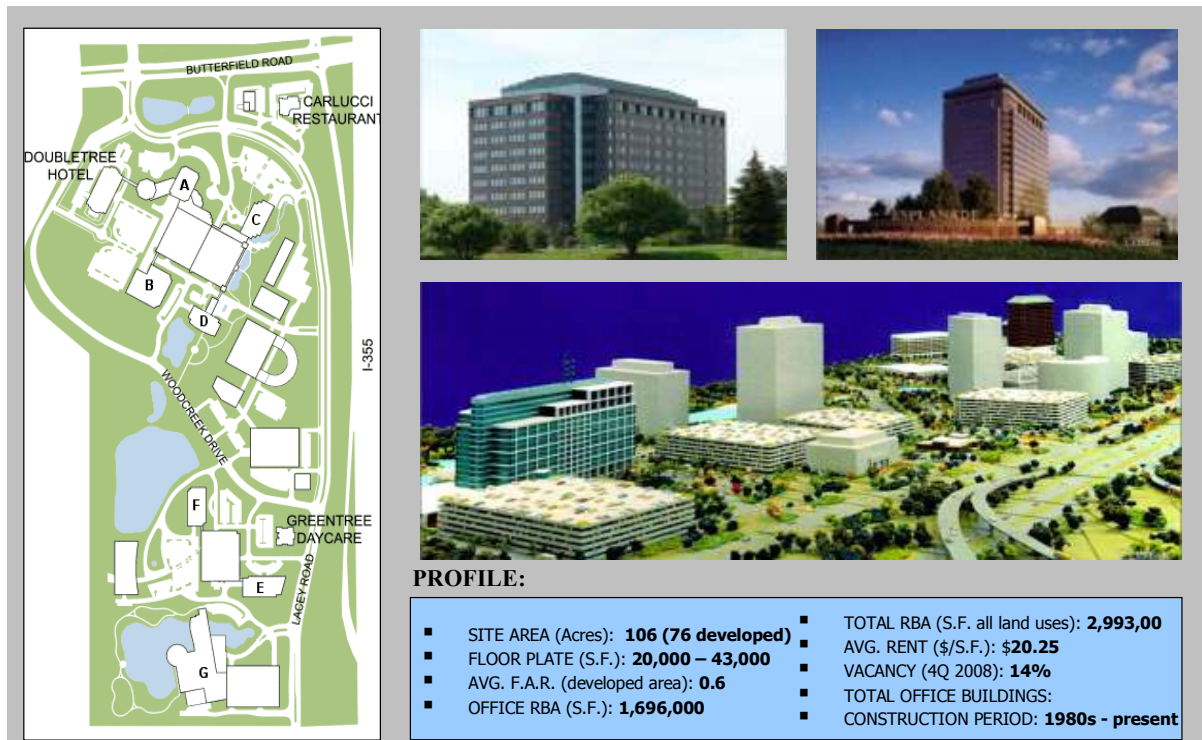 BUTTERFIELD ROAD
CARLUCCI
RESTAURANT
DOUBLETREE
HOTEL
A
C
B
D
I-355
WOODCREEK DRIVE
F
GREENTREE
DAYCARE
E
LACEY ROAD
G
ESPLANADE
PROFILE:
SITE AREA (Acres): 106 (76 developed)
FLOOR PLATE (S.F.): 20,000 – 43,000
AVG. F.A.R. (developed area): 0.6
OFFICE RBA (S.F.): 1,696,000
TOTAL RBA (S.F. all land uses): 2,993,00
AVG. RENT ($/S.F.): $20.25
VACANCY (4Q 2008): 14%
TOTAL OFFICE BUILDINGS:
CONSTRUCTION PERIOD: 1980s - present